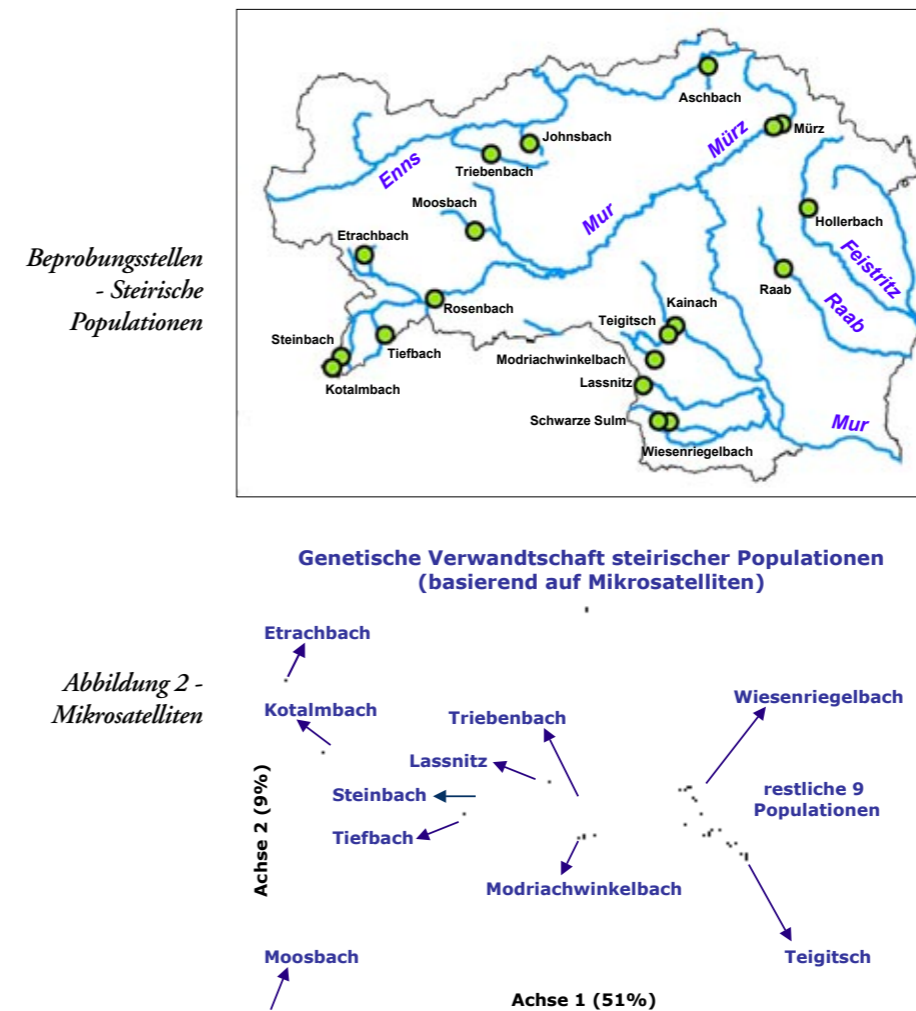 Beprobungsstellen
- Steirische
Populationen
Aschbach
Mürz
Mürz
Johnsbach
Triebenbach
Enns
Moosbach
Mur
Hollerbach
Etrachbach
Feistritz
Raab
Raab
Rosenbach
Kainach
Teigitsch
Steinbach
Tiefbach
Modriachwinkelbach
Kotalmbach
Lassnitz
Schwarze Sulm
Mur
Wiesenriegelbach
Genetische Verwandtschaft steirischer Populationen
(basierend auf Mikrosatelliten)
Abbildung 2 -
Mikrosatelliten
Etrachbach
Kotalmbach
Triebenbach
Wiesenriegelbach
Lassnitz
Steinbach
restliche 9
Populationen
Tiefbach
Achse 2 (9%)
Modriachwinkelbach
Moosbach
Teigitsch
Achse 1 (51%)